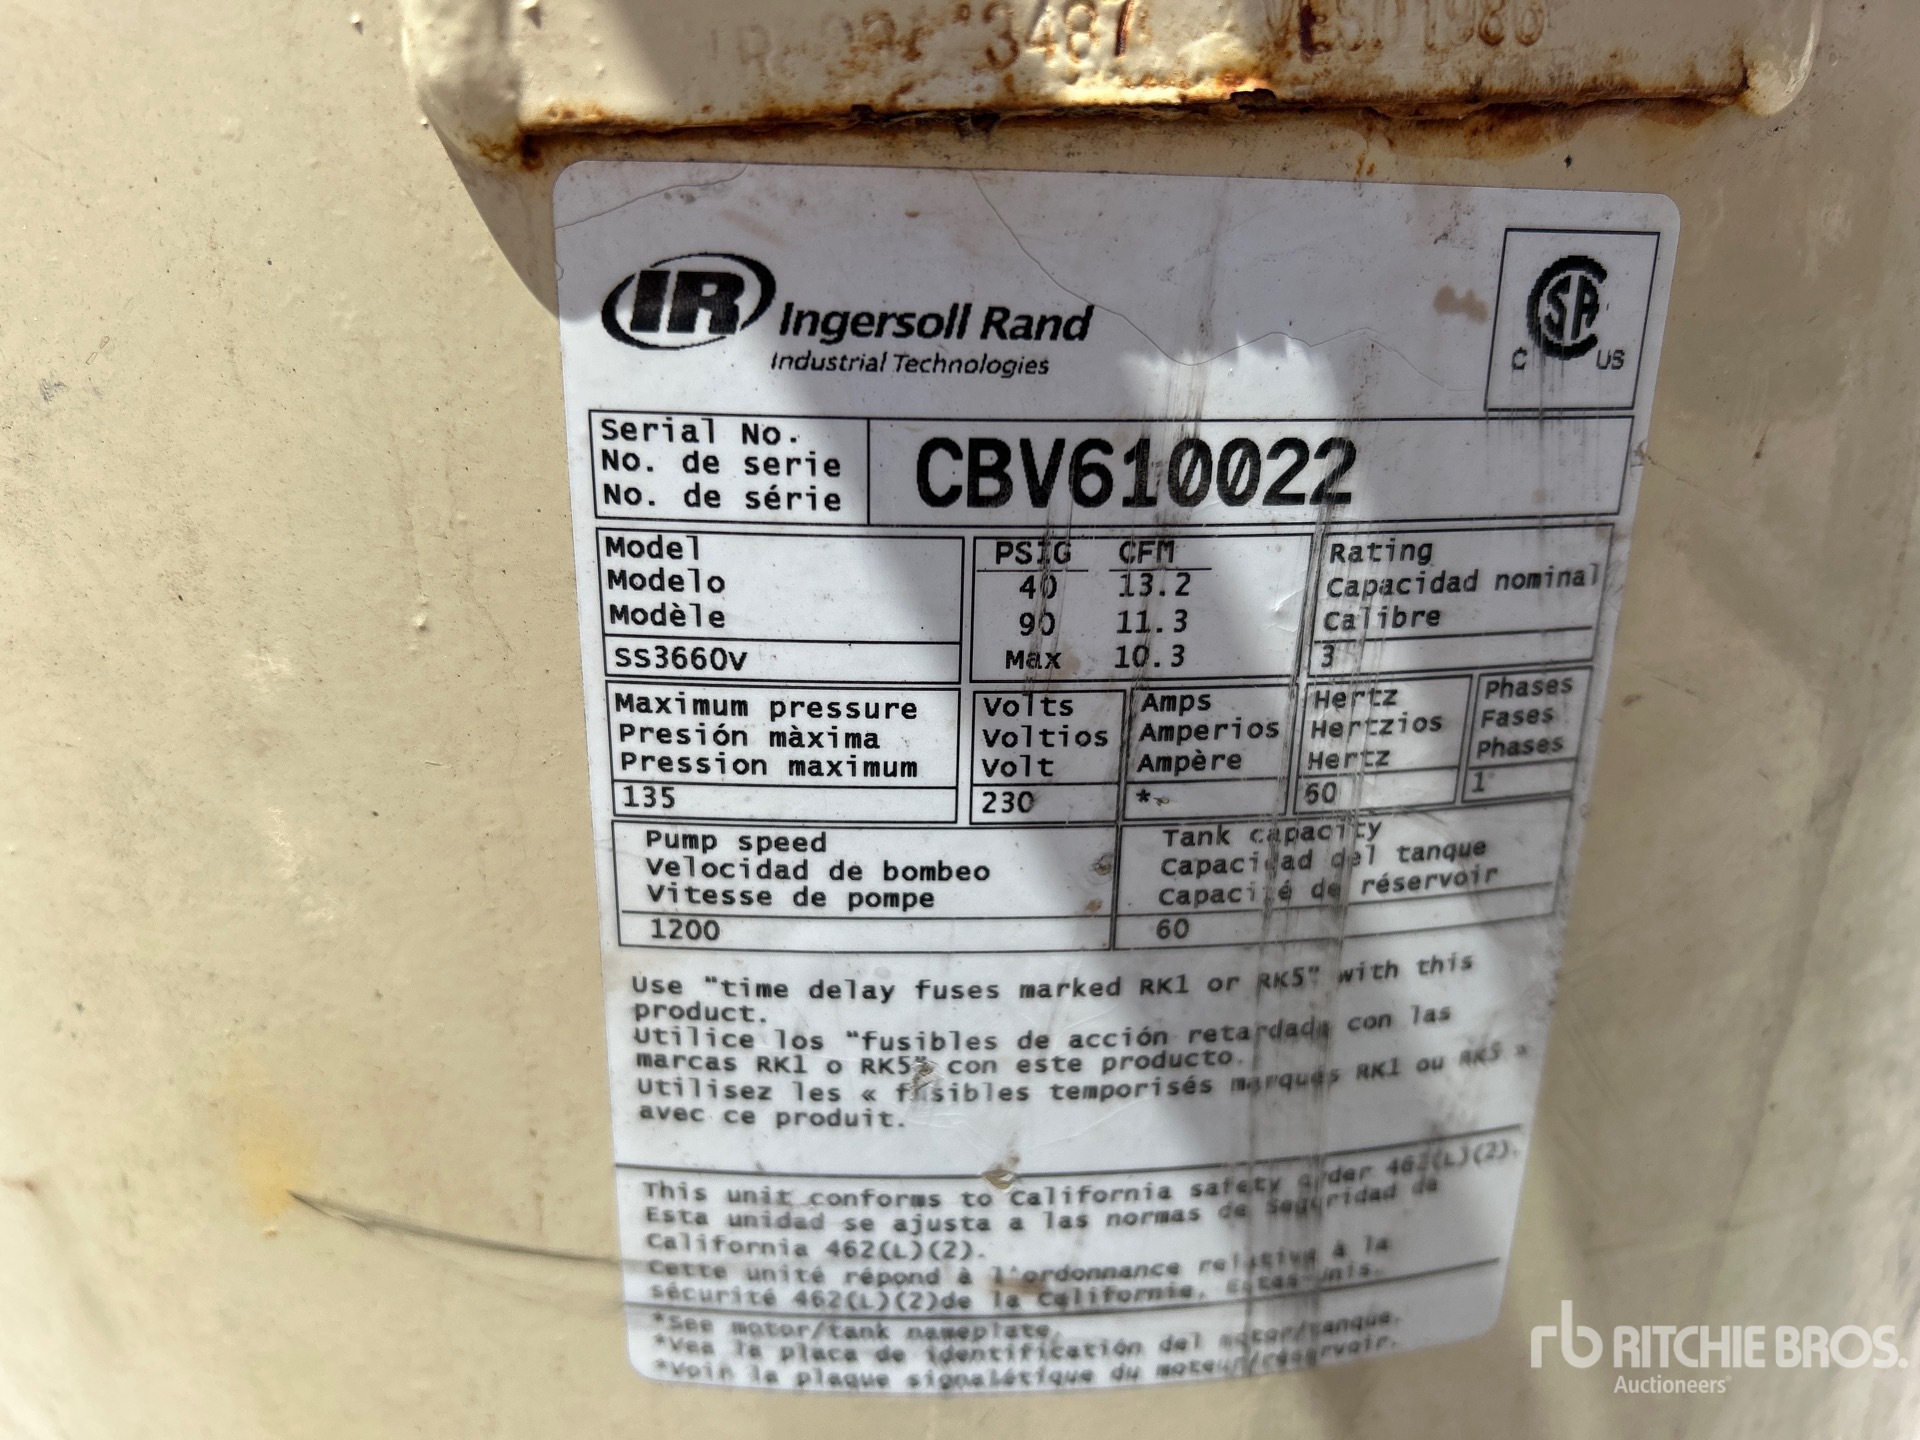 3487 1986
IR Ingersoll Rand
Industrial Technologies
CSA
C US
Serial No.
No. de serie
No. de série
CBV610022
Model
Modelo
Modèle
SS3660V
PSIG CFM
40 13.2
90 11.3
Max 10.3
Rating
Capacidad nominal
Calibre
3
Maximum pressure
Presión màxima
Pression maximum
135
Volts
Voltios
Volt
230
Amps
Amperios
Ampère
*
Hertz
Hertzios
Hertz
60
Phases
Fases
Phases
1
Pump speed
Velocidad de bombeo
Vitesse de pompe
1200
Tank capacity
Capacidad del tanque
Capacité de réservoir
60
Use "time delay fuses marked RK1 or RK5" with this
product.
Utilice los "fusibles de acción retardada con las
marcas RK1 o RK5" con este producto.
Utilisez les « fusibles temporisés marqués RK1 ou RK5 »
avec ce produit.
This unit conforms to California safety order 462(L)(2).
Esta unidad se ajusta a las normas de Seguridad de
California 462(L)(2).
Cette unité répond à l'ordonnance relative à la
sécurité 462(L)(2)de la Californie, Etats-Unis.
*See motor/tank nameplate.
*Vea la placa de identificación del motor/tanque.
*Voir la plaque signalétique du moteur/réservoir.
rb RITCHIE BROS.
Auctioneers